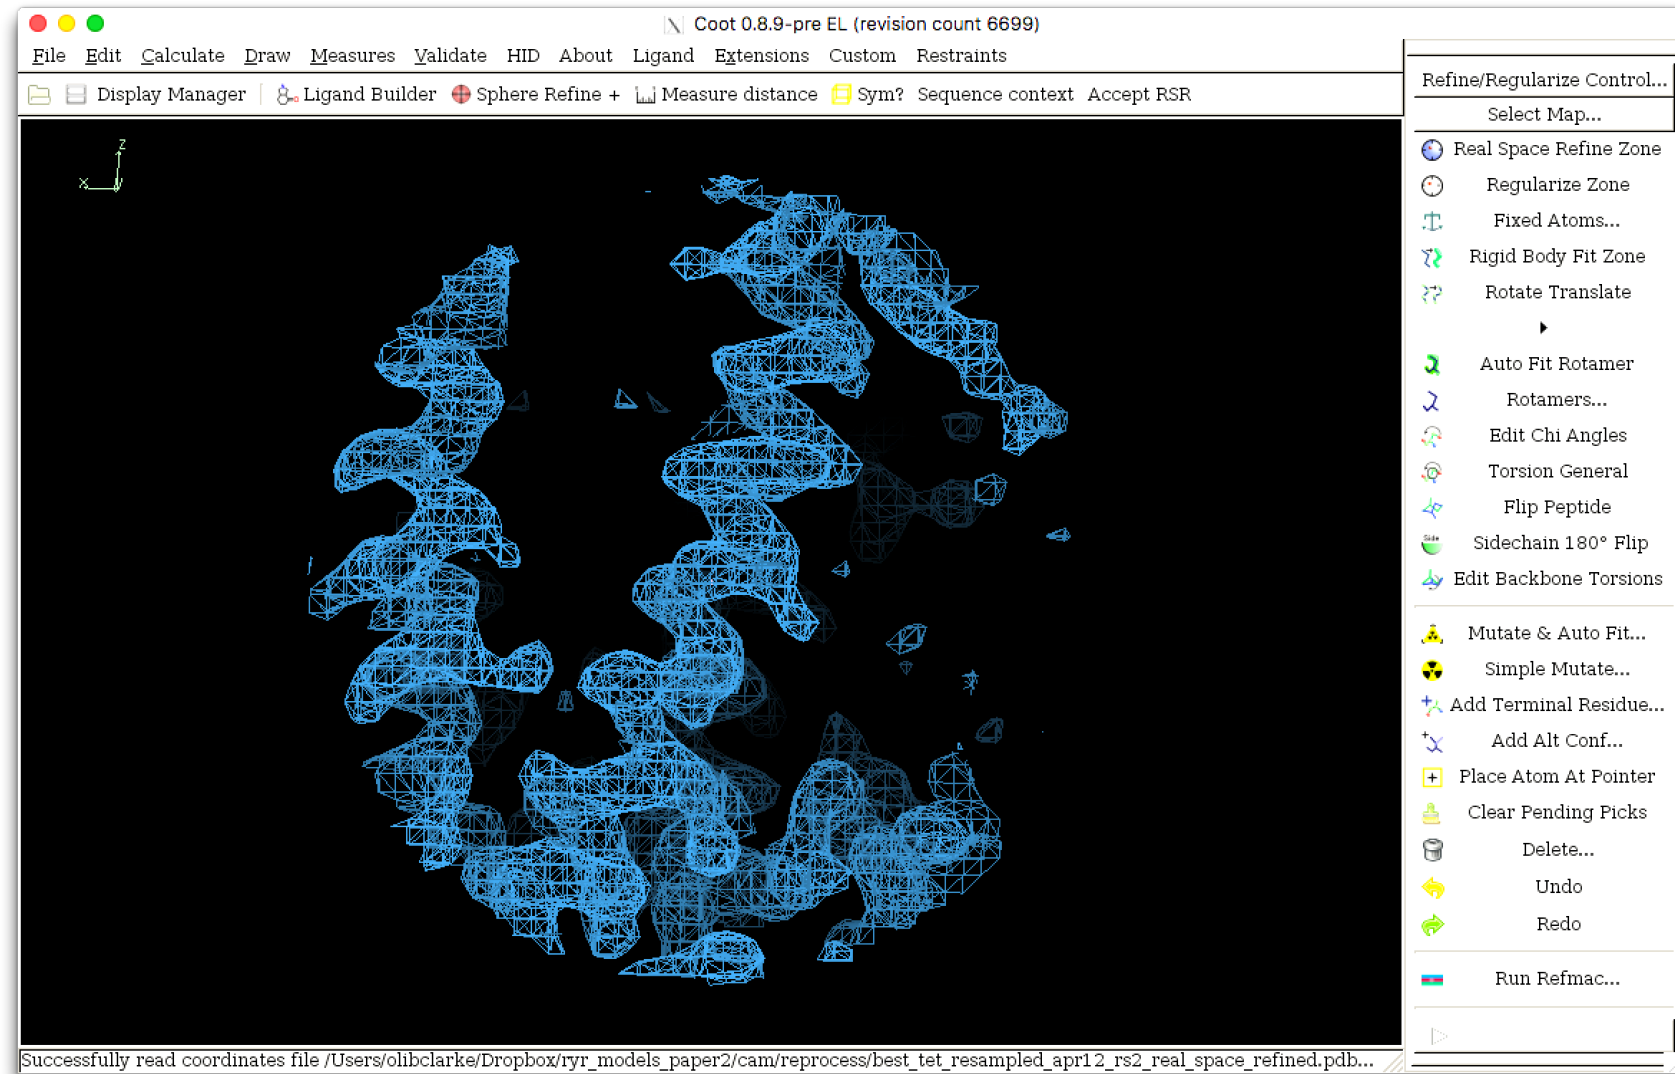 Coot 0.8.9-pre EL (revision count 6699)
File Edit Calculate Draw Measures Validate HID About Ligand Extensions Custom Restraints
Display Manager Ligand Builder Sphere Refine + Measure distance Sym? Sequence context Accept RSR
z
x
Refine/Regularize Control...
Select Map...
Real Space Refine Zone
Regularize Zone
Fixed Atoms...
Rigid Body Fit Zone
Rotate Translate
Auto Fit Rotamer
Rotamers...
Edit Chi Angles
Torsion General
Flip Peptide
Side
Sidechain 180° Flip
Edit Backbone Torsions
Mutate & Auto Fit...
Simple Mutate...
Add Terminal Residue...
Add Alt Conf...
Place Atom At Pointer
Clear Pending Picks
Delete...
Undo
Redo
Run Refmac...
Successfully read coordinates file /Users/olibclarke/Dropbox/ryr_models_paper2/cam/reprocess/best_tet_resampled_apr12_rs2_real_space_refined.pdb...